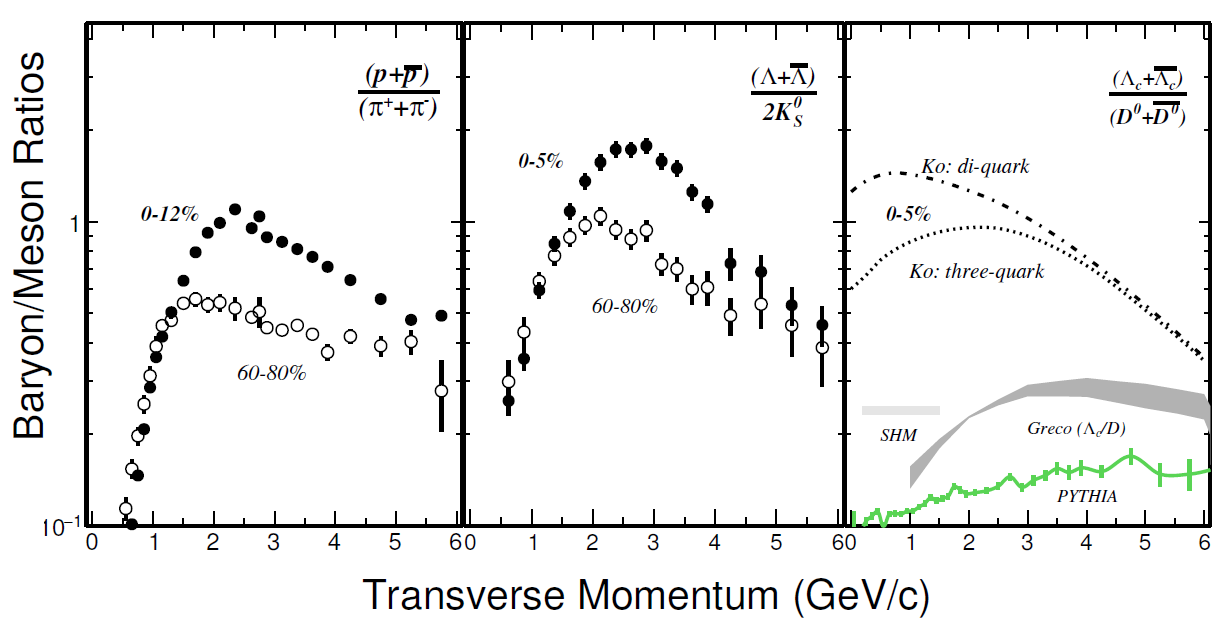 Baryon/Meson Ratios
1
10⁻¹
(p+p̅)
(π⁺+π⁻)
0-12%
60-80%
0 1 2 3 4 5 6
(Λ+Λ̅)
2K⁰S
0-5%
60-80%
0 1 2 3 4 5 6
(Λc+Λ̅c)
(D⁰+D̅⁰)
Ko: di-quark
0-5%
Ko: three-quark
SHM
Greco (Λc/D)
PYTHIA
0 1 2 3 4 5 6
Transverse Momentum (GeV/c)